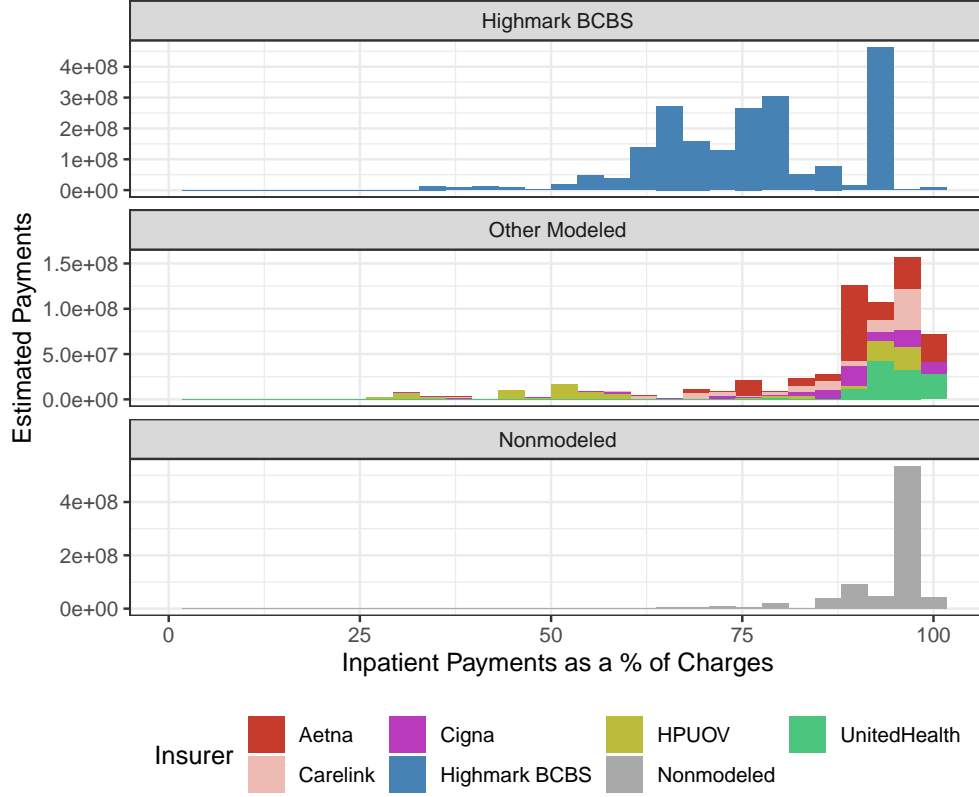 Highmark BCBS
4e+08
3e+08
2e+08
1e+08
0e+00
Other Modeled
1.5e+08
1.0e+08
5.0e+07
0.0e+00
Nonmodeled
4e+08
2e+08
0e+00
Estimated Payments
0 25 50 75 100
Inpatient Payments as a % of Charges
Insurer
Aetna Cigna HPUOV UnitedHealth
Carelink Highmark BCBS Nonmodeled